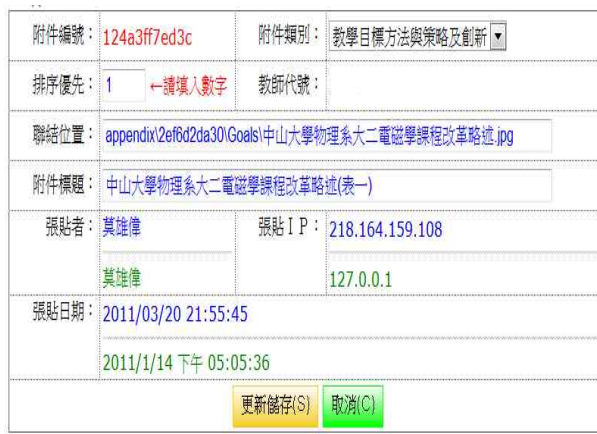 附件編號： 124a3ff7ed3c 附件類別： 教學目標方法與策略及創新
排序優先： 1 ←請填入數字 教師代號：
聯結位置： appendix\2ef6d2da30\Goals\中山大學物理系大二電磁學課程改革略述.jpg
附件標題： 中山大學物理系大二電磁學課程改革略述(表一)
張貼者： 莫雄偉 張貼ＩＰ： 218.164.159.108
莫雄偉 127.0.0.1
張貼日期： 2011/03/20 21:55:45
2011/1/14 下午 05:05:36
更新儲存(S) 取消(C)